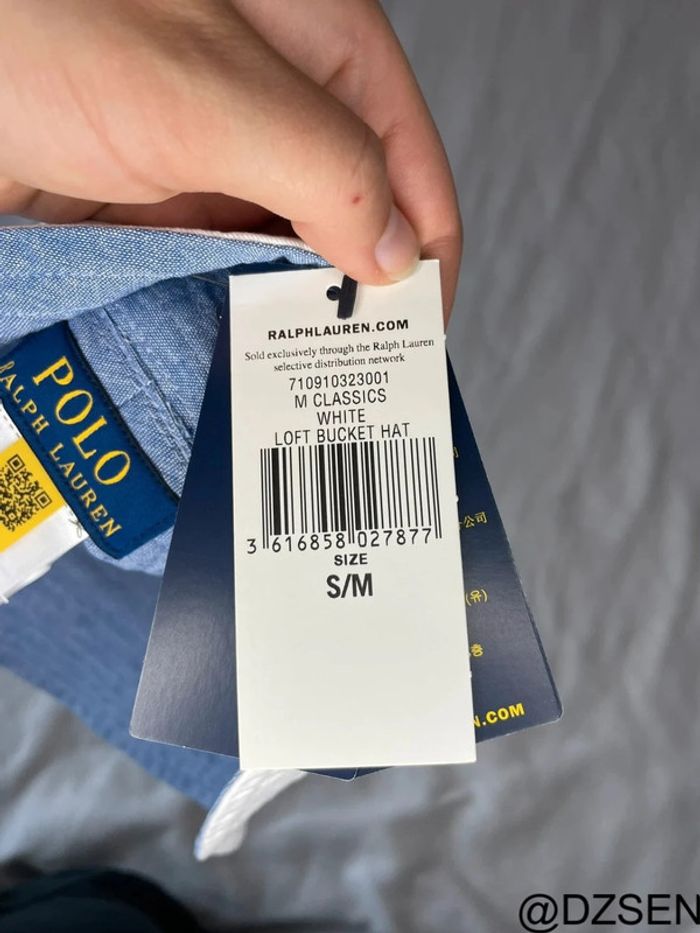 RALPHLAUREN.COM
Sold exclusively through the Ralph Lauren
selective distribution network
710910323001
M CLASSICS
WHITE
LOFT BUCKET HAT
3 616858 027877
SIZE
S/M
POLO
RALPH LAUREN
公司
(유)
N.COM
@DZSEN